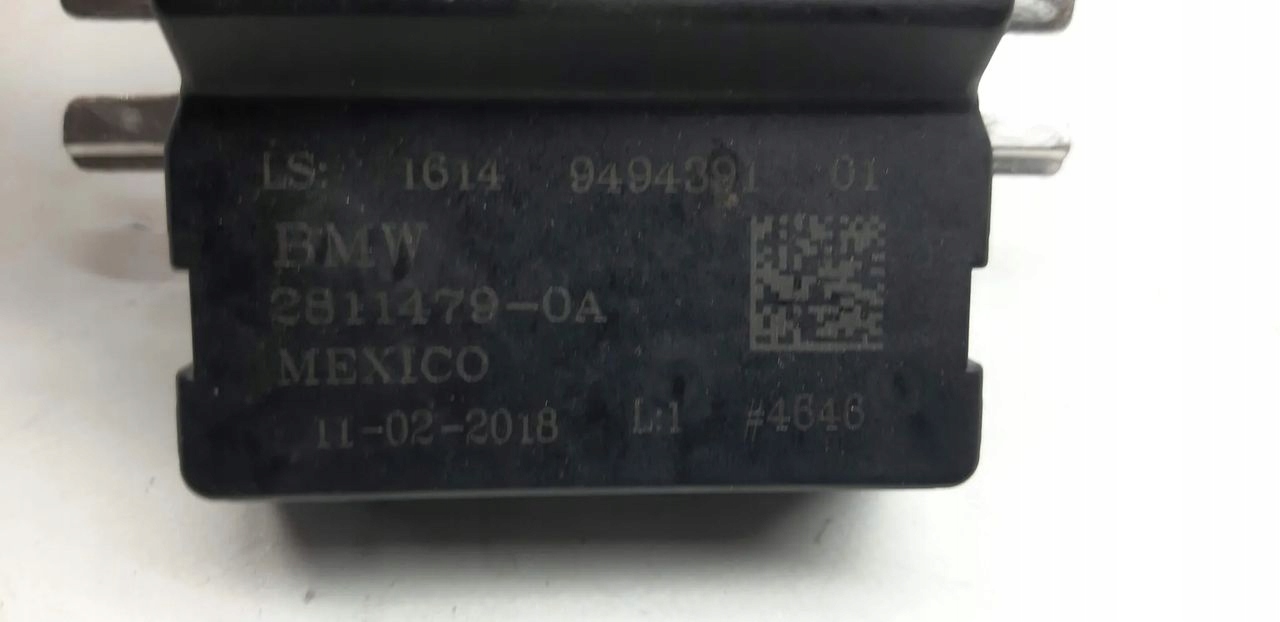 LS: 1614 9494391 01
BMW
2811479-0A
MEXICO
11-02-2018 L:1 #4646